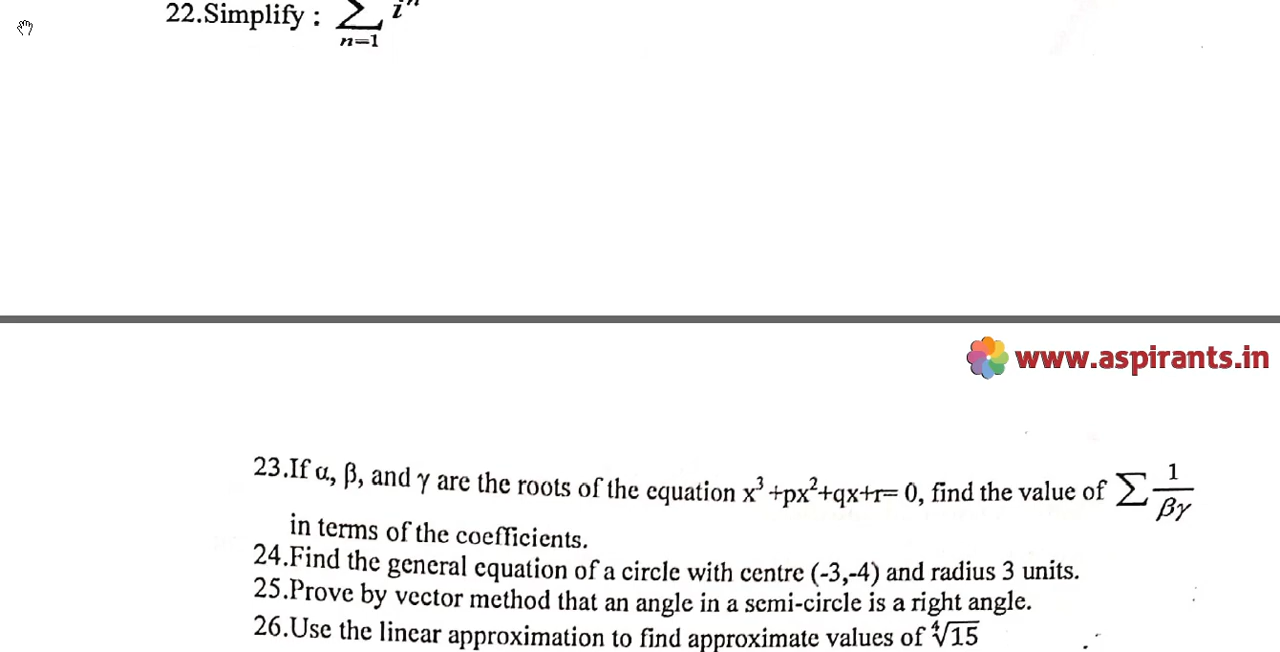 22.Simplify : ∑ iⁿ
n=1
www.aspirants.in
23.If α, β, and γ are the roots of the equation x³ +px²+qx+r= 0, find the value of ∑ 1/βγ
in terms of the coefficients.
24.Find the general equation of a circle with centre (-3,-4) and radius 3 units.
25.Prove by vector method that an angle in a semi-circle is a right angle.
26.Use the linear approximation to find approximate values of ∜15